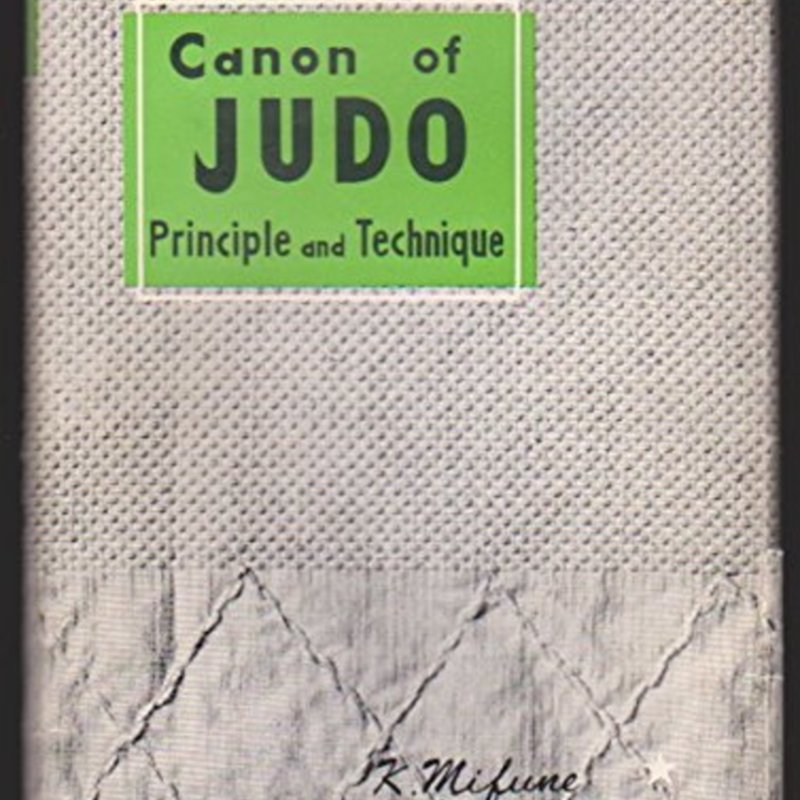 Canon of
JUDO
Principle and Technique
K. Mifune